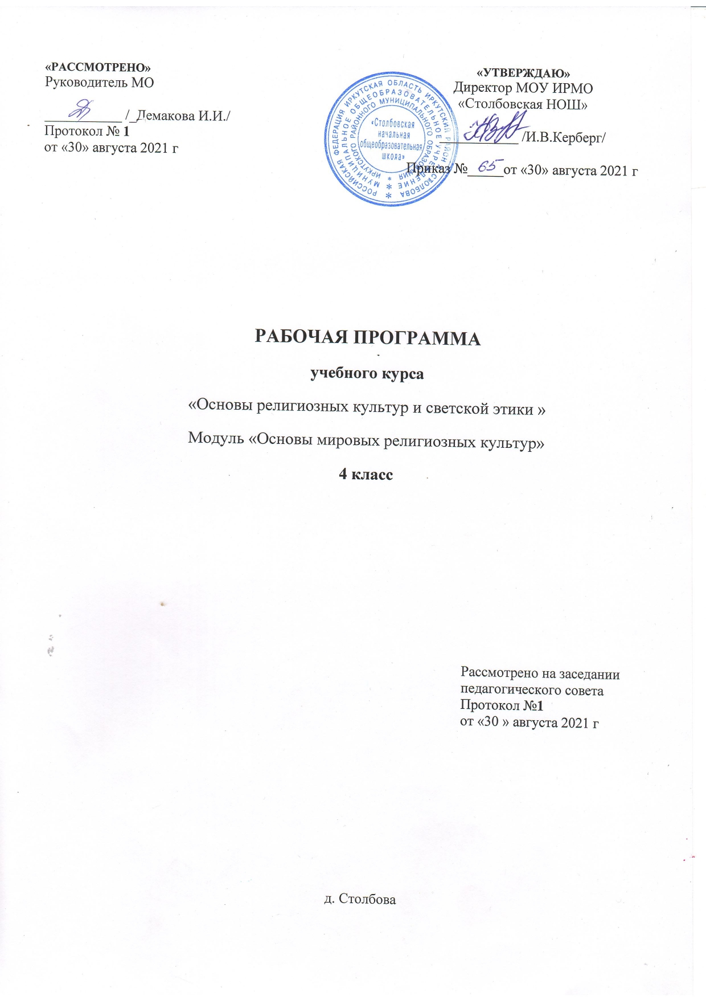 «РАССМОТРЕНО»
Руководитель МО
___________ /_Демакова И.И./
Протокол № 1
от «30» августа 2021 г
«УТВЕРЖДАЮ»
Директор МОУ ИРМО
«Столбовская НОШ»
___________/И.В.Керберг/
Приказ №_65_от «30» августа 2021 г
РОССИЙСКАЯ ФЕДЕРАЦИЯ ИРКУТСКАЯ ОБЛАСТЬ ИРКУТСКИЙ РАЙОН Д. СТОЛБОВА
МУНИЦИПАЛЬНОЕ ОБЩЕОБРАЗОВАТЕЛЬНОЕ УЧРЕЖДЕНИЕ
ИРКУТСКОГО РАЙОННОГО МУНИЦИПАЛЬНОГО ОБРАЗОВАНИЯ
«Столбовская
начальная
общеобразовательная
школа»
РАБОЧАЯ ПРОГРАММА
учебного курса
«Основы религиозных культур и светской этики »
Модуль «Основы мировых религиозных культур»
4 класс
Рассмотрено на заседании
педагогического совета
Протокол №1
от «30 » августа 2021 г
д. Столбова